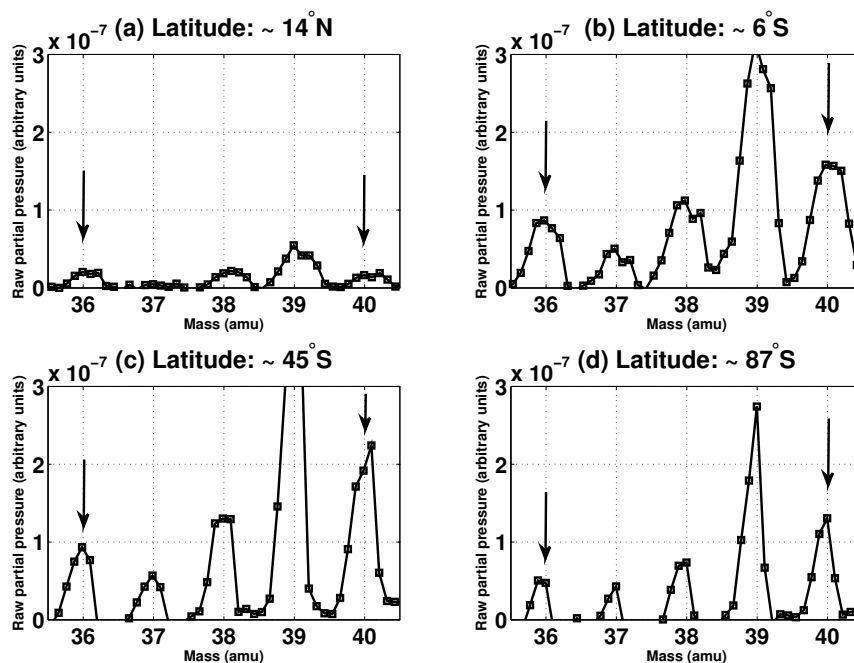 x 10⁻⁷ (a) Latitude: ~ 14°N
Raw partial pressure (arbitrary units)
3
2
1
0
36 37 38 39 40
Mass (amu)
x 10⁻⁷ (b) Latitude: ~ 6°S
Raw partial pressure (arbitrary units)
3
2
1
0
36 37 38 39 40
Mass (amu)
x 10⁻⁷ (c) Latitude: ~ 45°S
Raw partial pressure (arbitrary units)
3
2
1
0
36 37 38 39 40
Mass (amu)
x 10⁻⁷ (d) Latitude: ~ 87°S
Raw partial pressure (arbitrary units)
3
2
1
0
36 37 38 39 40
Mass (amu)